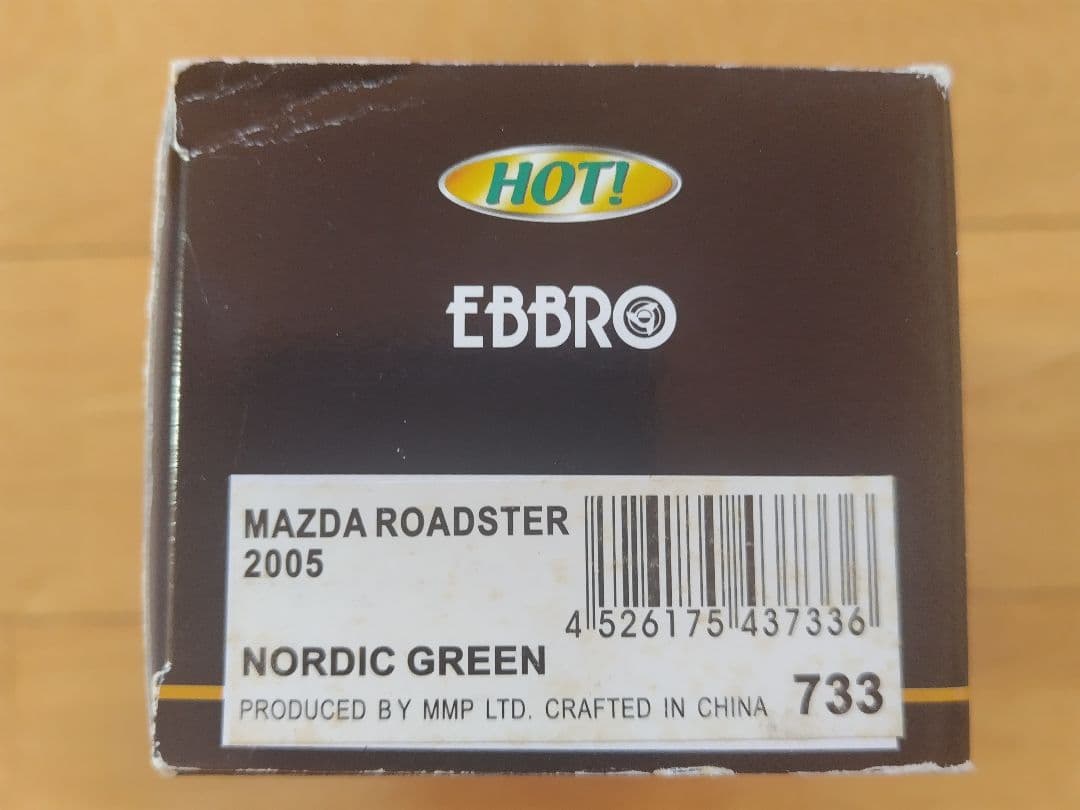 HOT!
EBBRO
MAZDA ROADSTER
2005
4 526175 437336
NORDIC GREEN
733
PRODUCED BY MMP LTD. CRAFTED IN CHINA